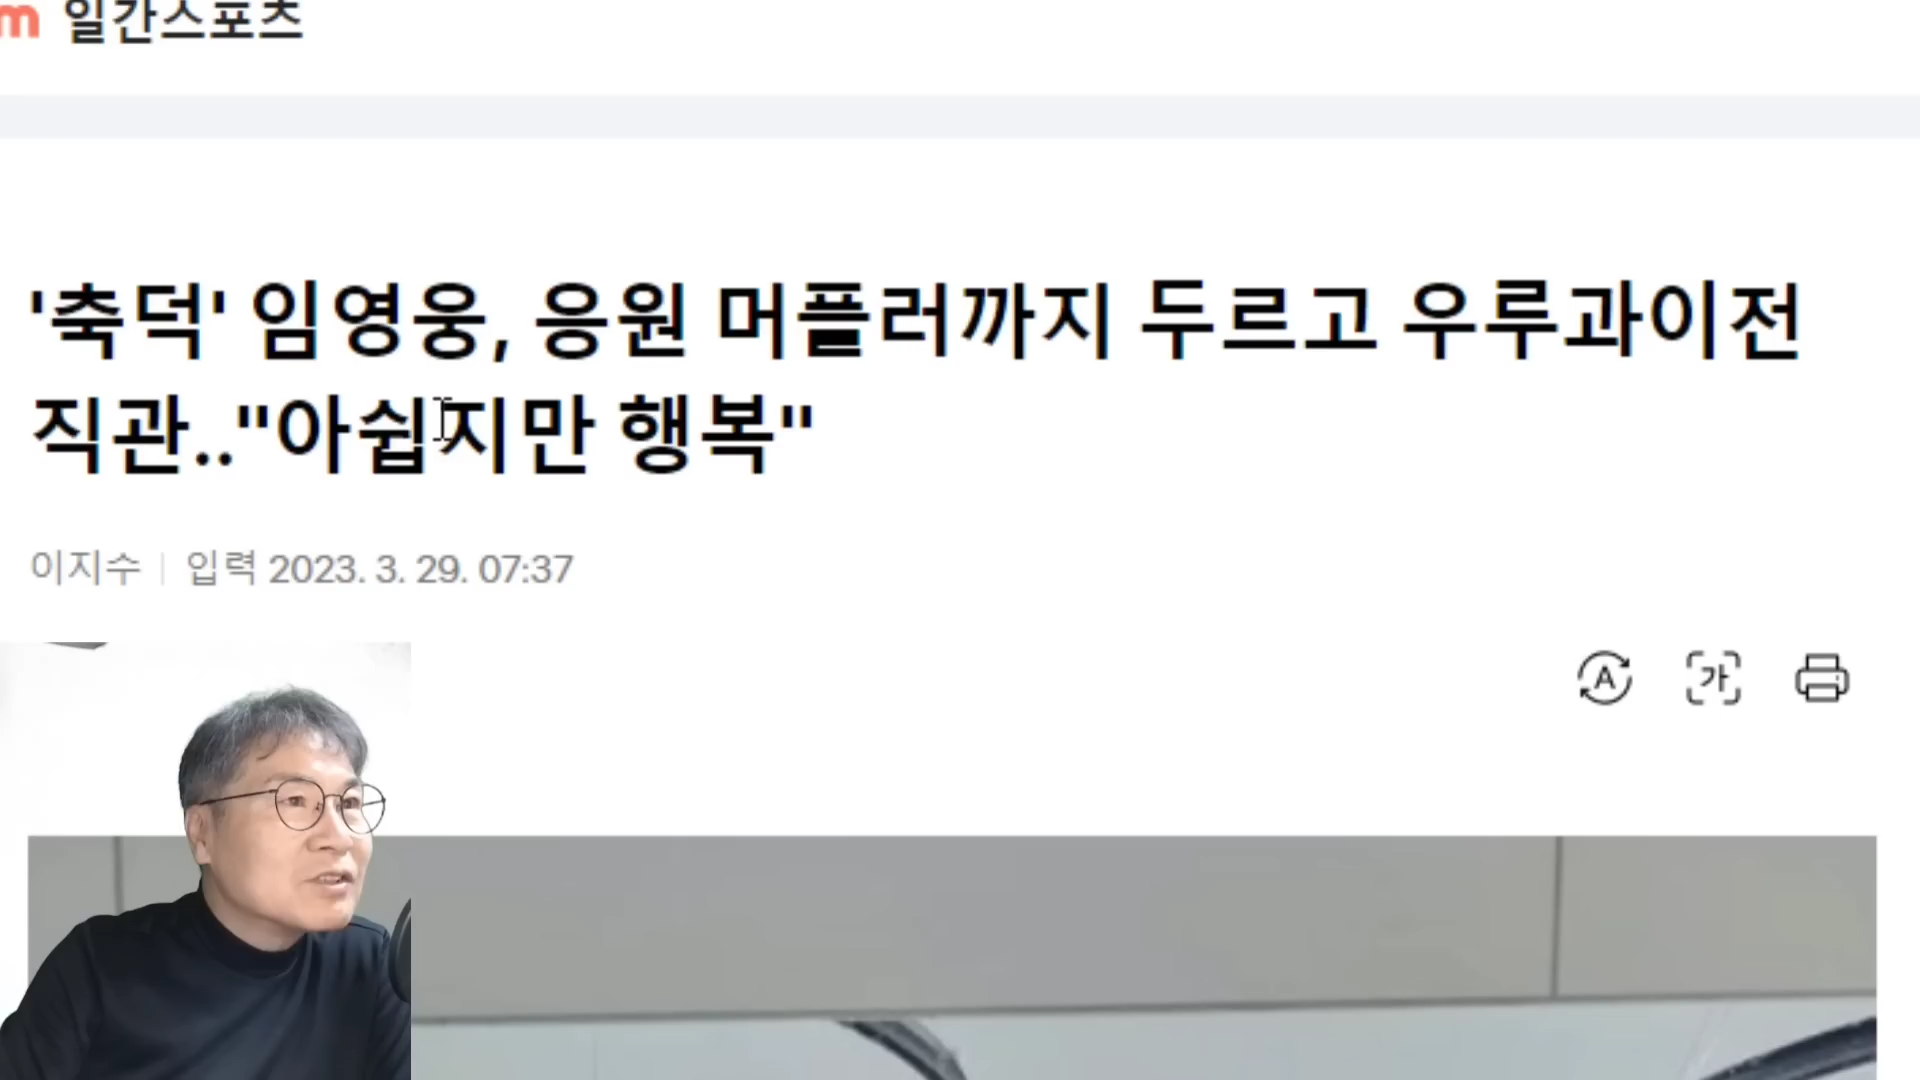 m 일간스포츠
'축덕' 임영웅, 응원 머플러까지 두르고 우루과이전
직관.."아쉽지만 행복"
이지수 | 입력 2023. 3. 29. 07:37
A 가